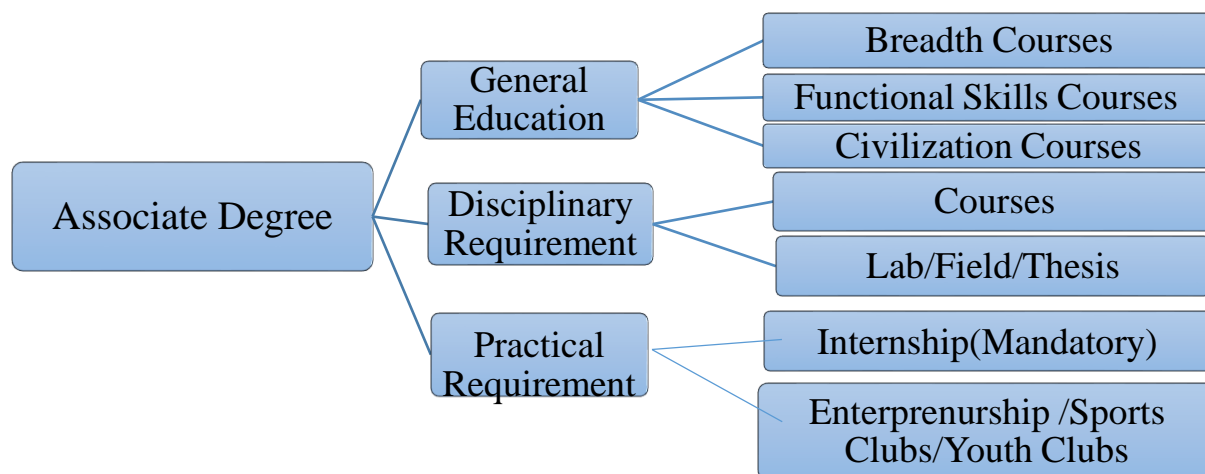 Associate Degree
General
Education
Breadth Courses
Functional Skills Courses
Civilization Courses
Disciplinary
Requirement
Courses
Lab/Field/Thesis
Practical
Requirement
Internship(Mandatory)
Enterprenurship /Sports
Clubs/Youth Clubs